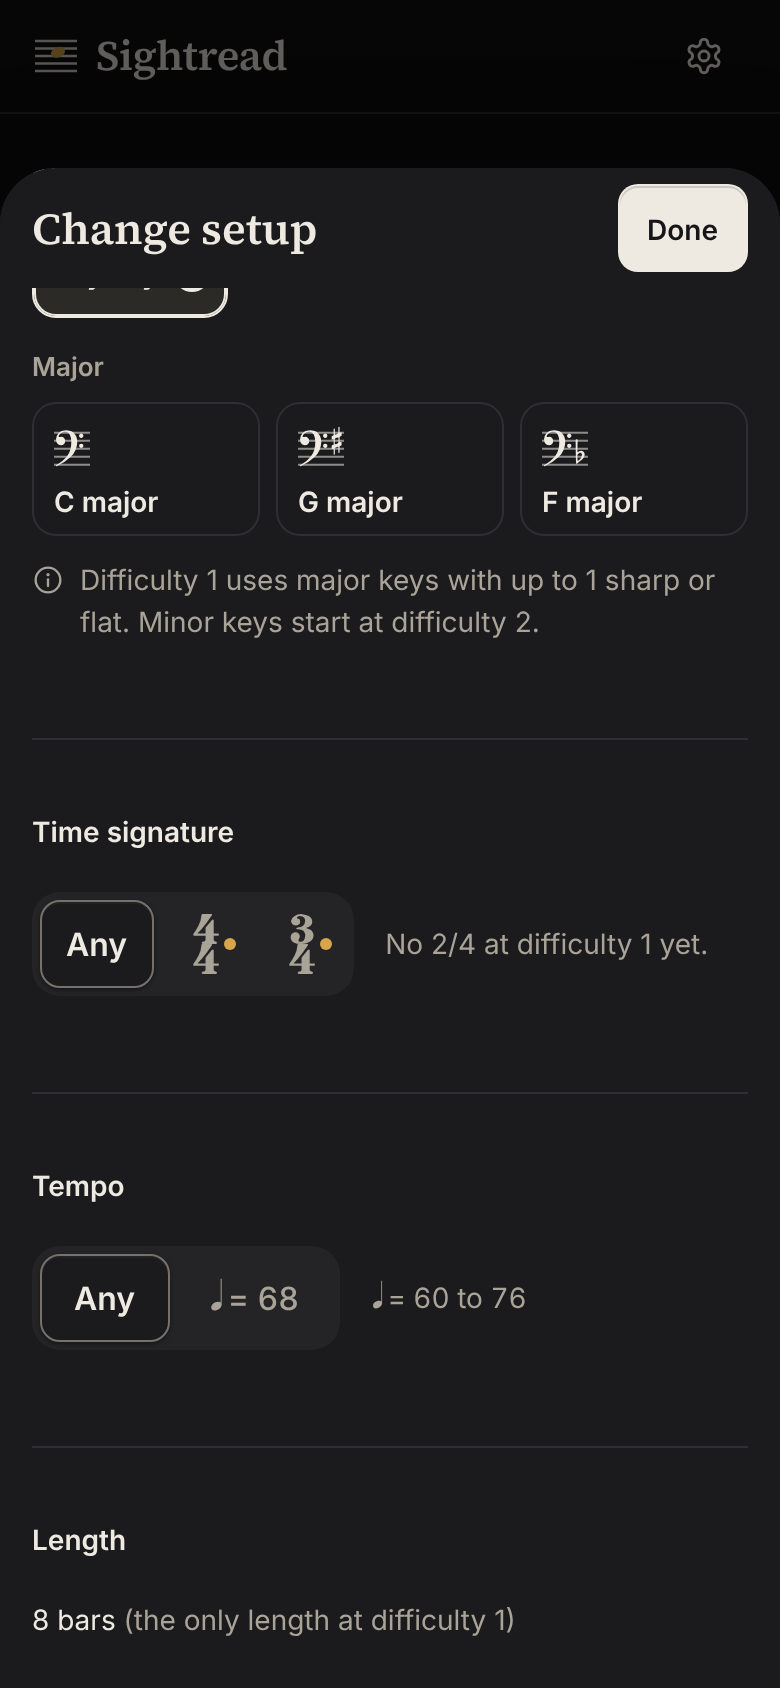 Sightread
Change setup
Done
Major
C major
G major
F major
Difficulty 1 uses major keys with up to 1 sharp or
flat. Minor keys start at difficulty 2.
Time signature
Any
4
4
3
4
No 2/4 at difficulty 1 yet.
Tempo
Any
♩= 68
♩= 60 to 76
Length
8 bars (the only length at difficulty 1)